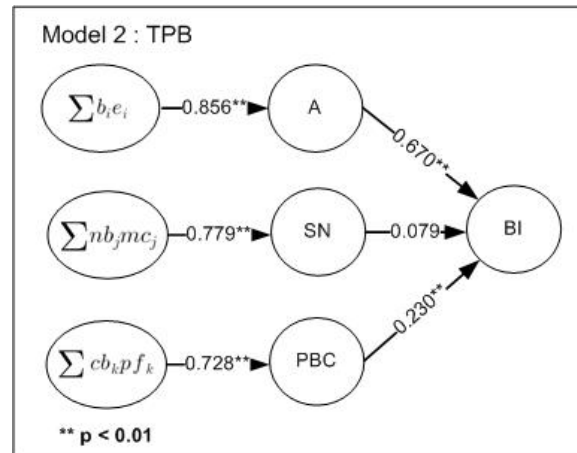 Model 2 : TPB
∑ bᵢeᵢ 0.856** A
0.670**
∑ nbⱼmcⱼ 0.779** SN 0.079 BI
0.230**
∑ cbₖpfₖ 0.728** PBC
** p < 0.01